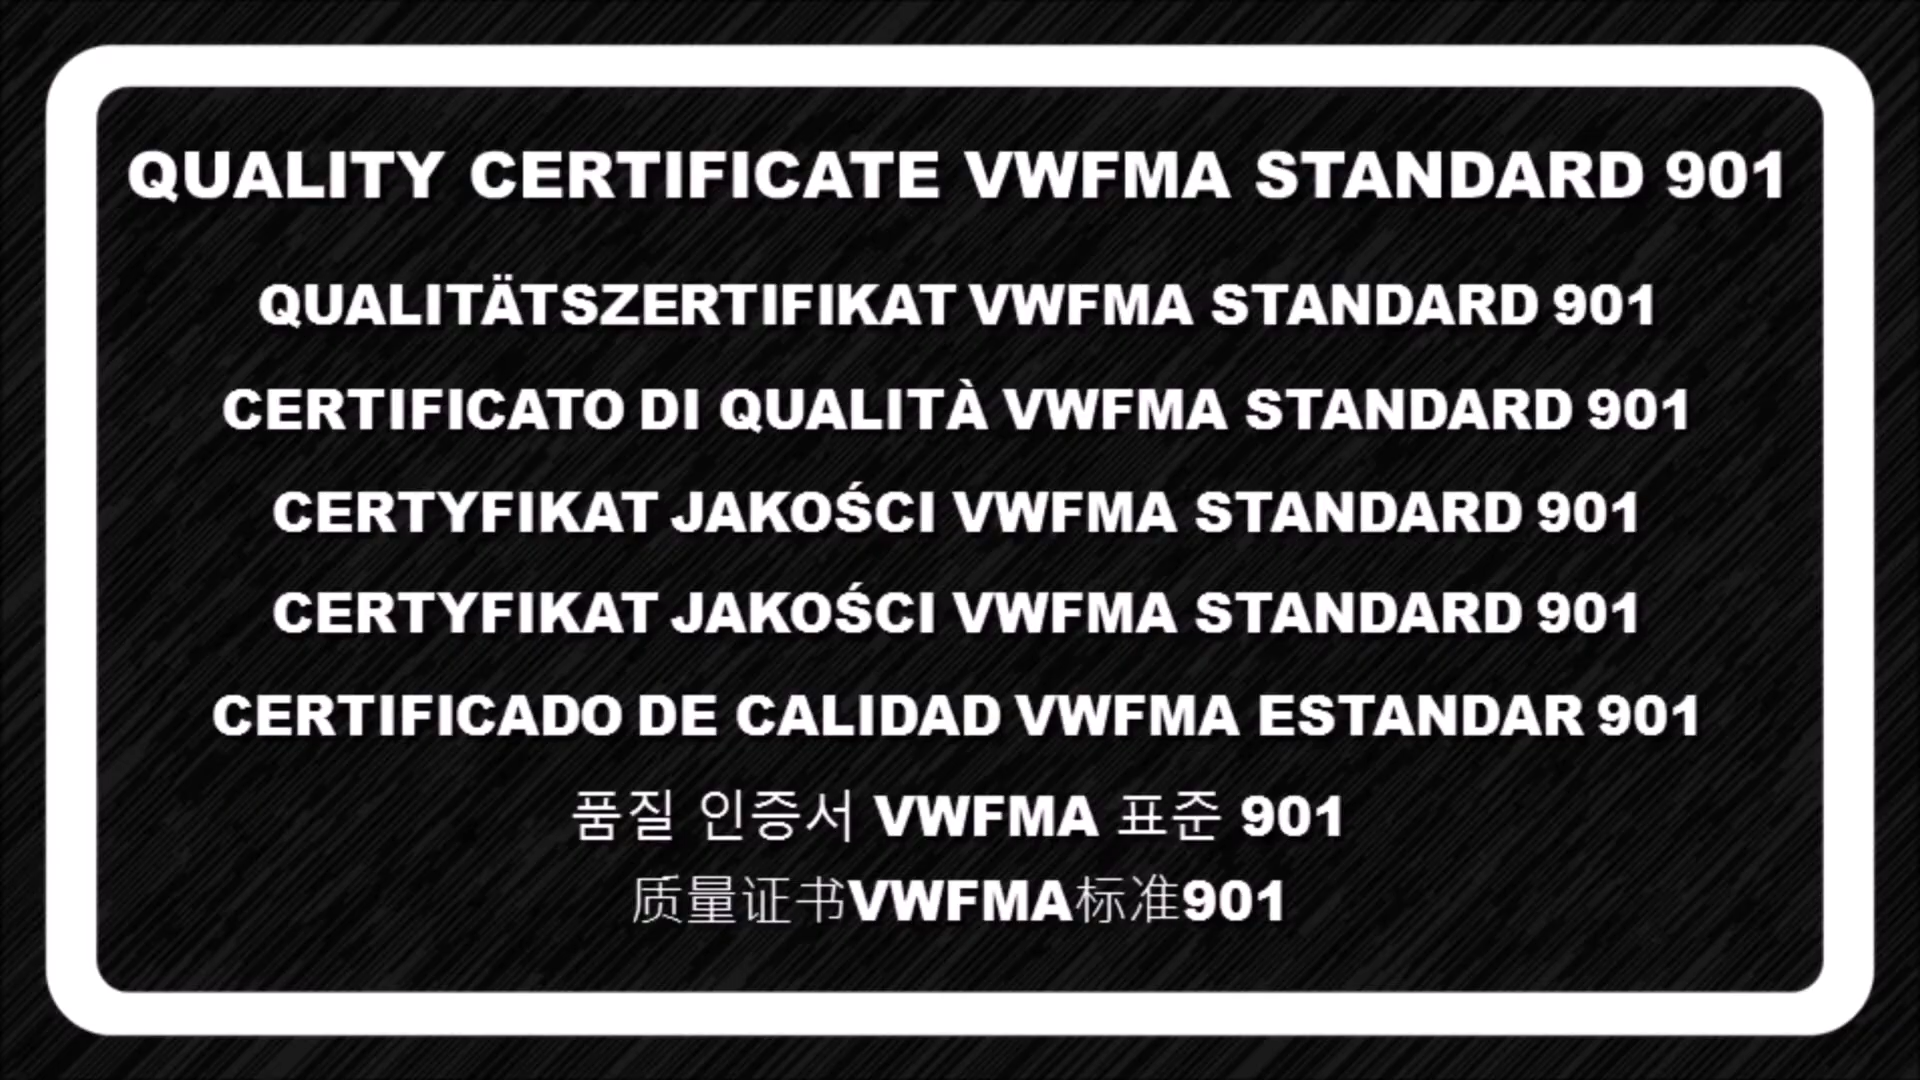 QUALITY CERTIFICATE VWFMA STANDARD 901
QUALITÄTSZERTIFIKAT VWFMA STANDARD 901
CERTIFICATO DI QUALITÀ VWFMA STANDARD 901
CERTYFIKAT JAKOŚCI VWFMA STANDARD 901
CERTYFIKAT JAKOŚCI VWFMA STANDARD 901
CERTIFICADO DE CALIDAD VWFMA ESTANDAR 901
품질 인증서 VWFMA 표준 901
质量证书VWFMA标准901